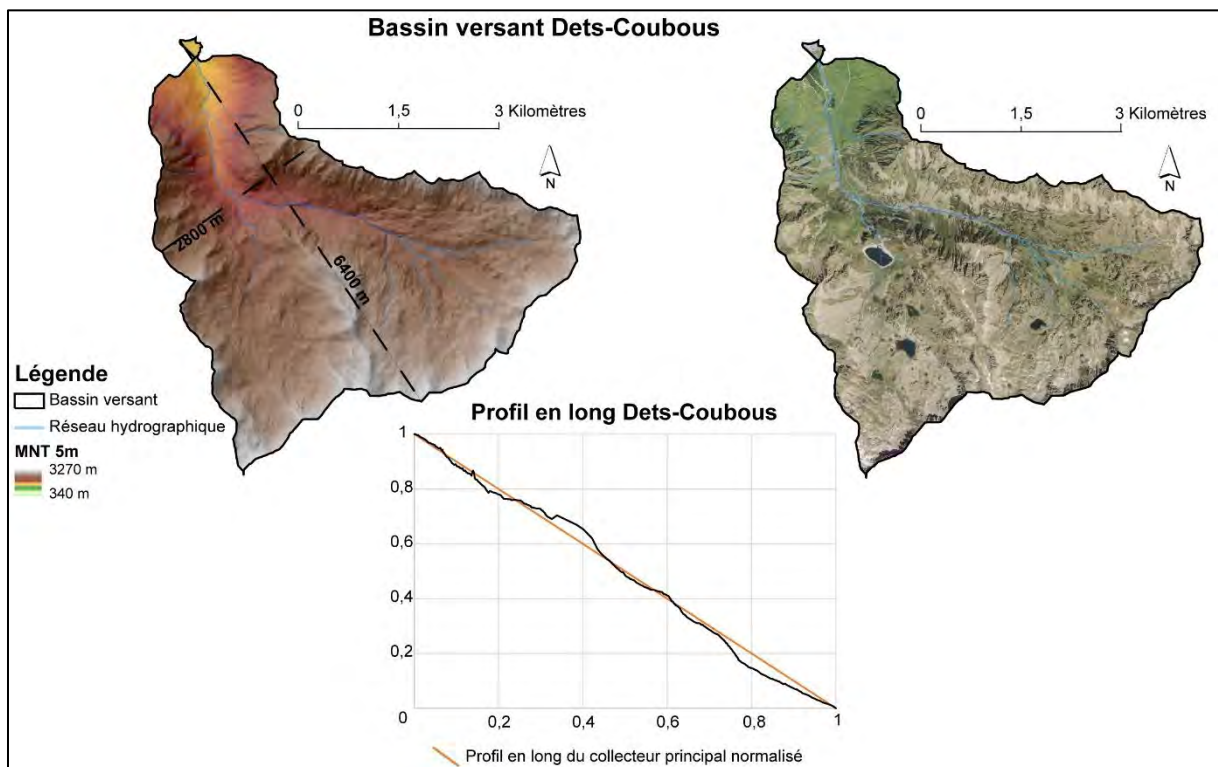 Bassin versant Dets-Coubous
0 1,5 3 Kilomètres
N
2800 m
6400 m
0 1,5 3 Kilomètres
N
Légende
Bassin versant
Réseau hydrographique
MNT 5m
3270 m
340 m
Profil en long Dets-Coubous
1
0,8
0,6
0,4
0,2
0 0,2 0,4 0,6 0,8 1
Profil en long du collecteur principal normalisé